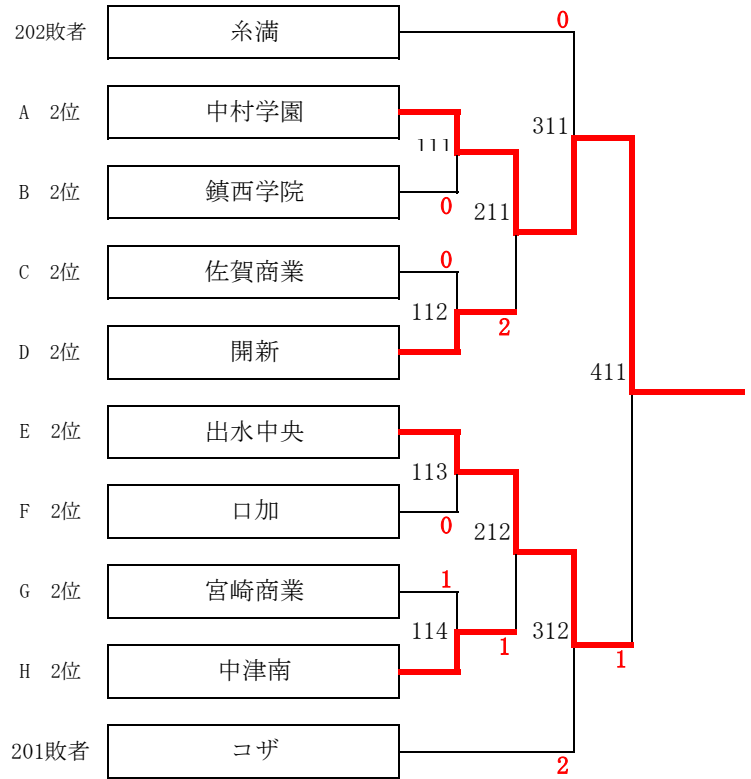 202敗者 糸満 0
A 2位 中村学園
111
B 2位 鎮西学院 0
311
211
C 2位 佐賀商業 0
112 2
D 2位 開新
411
E 2位 出水中央
113
F 2位 口加 0
212
G 2位 宮崎商業 1
114 1 312 1
H 2位 中津南
201敗者 コザ 2